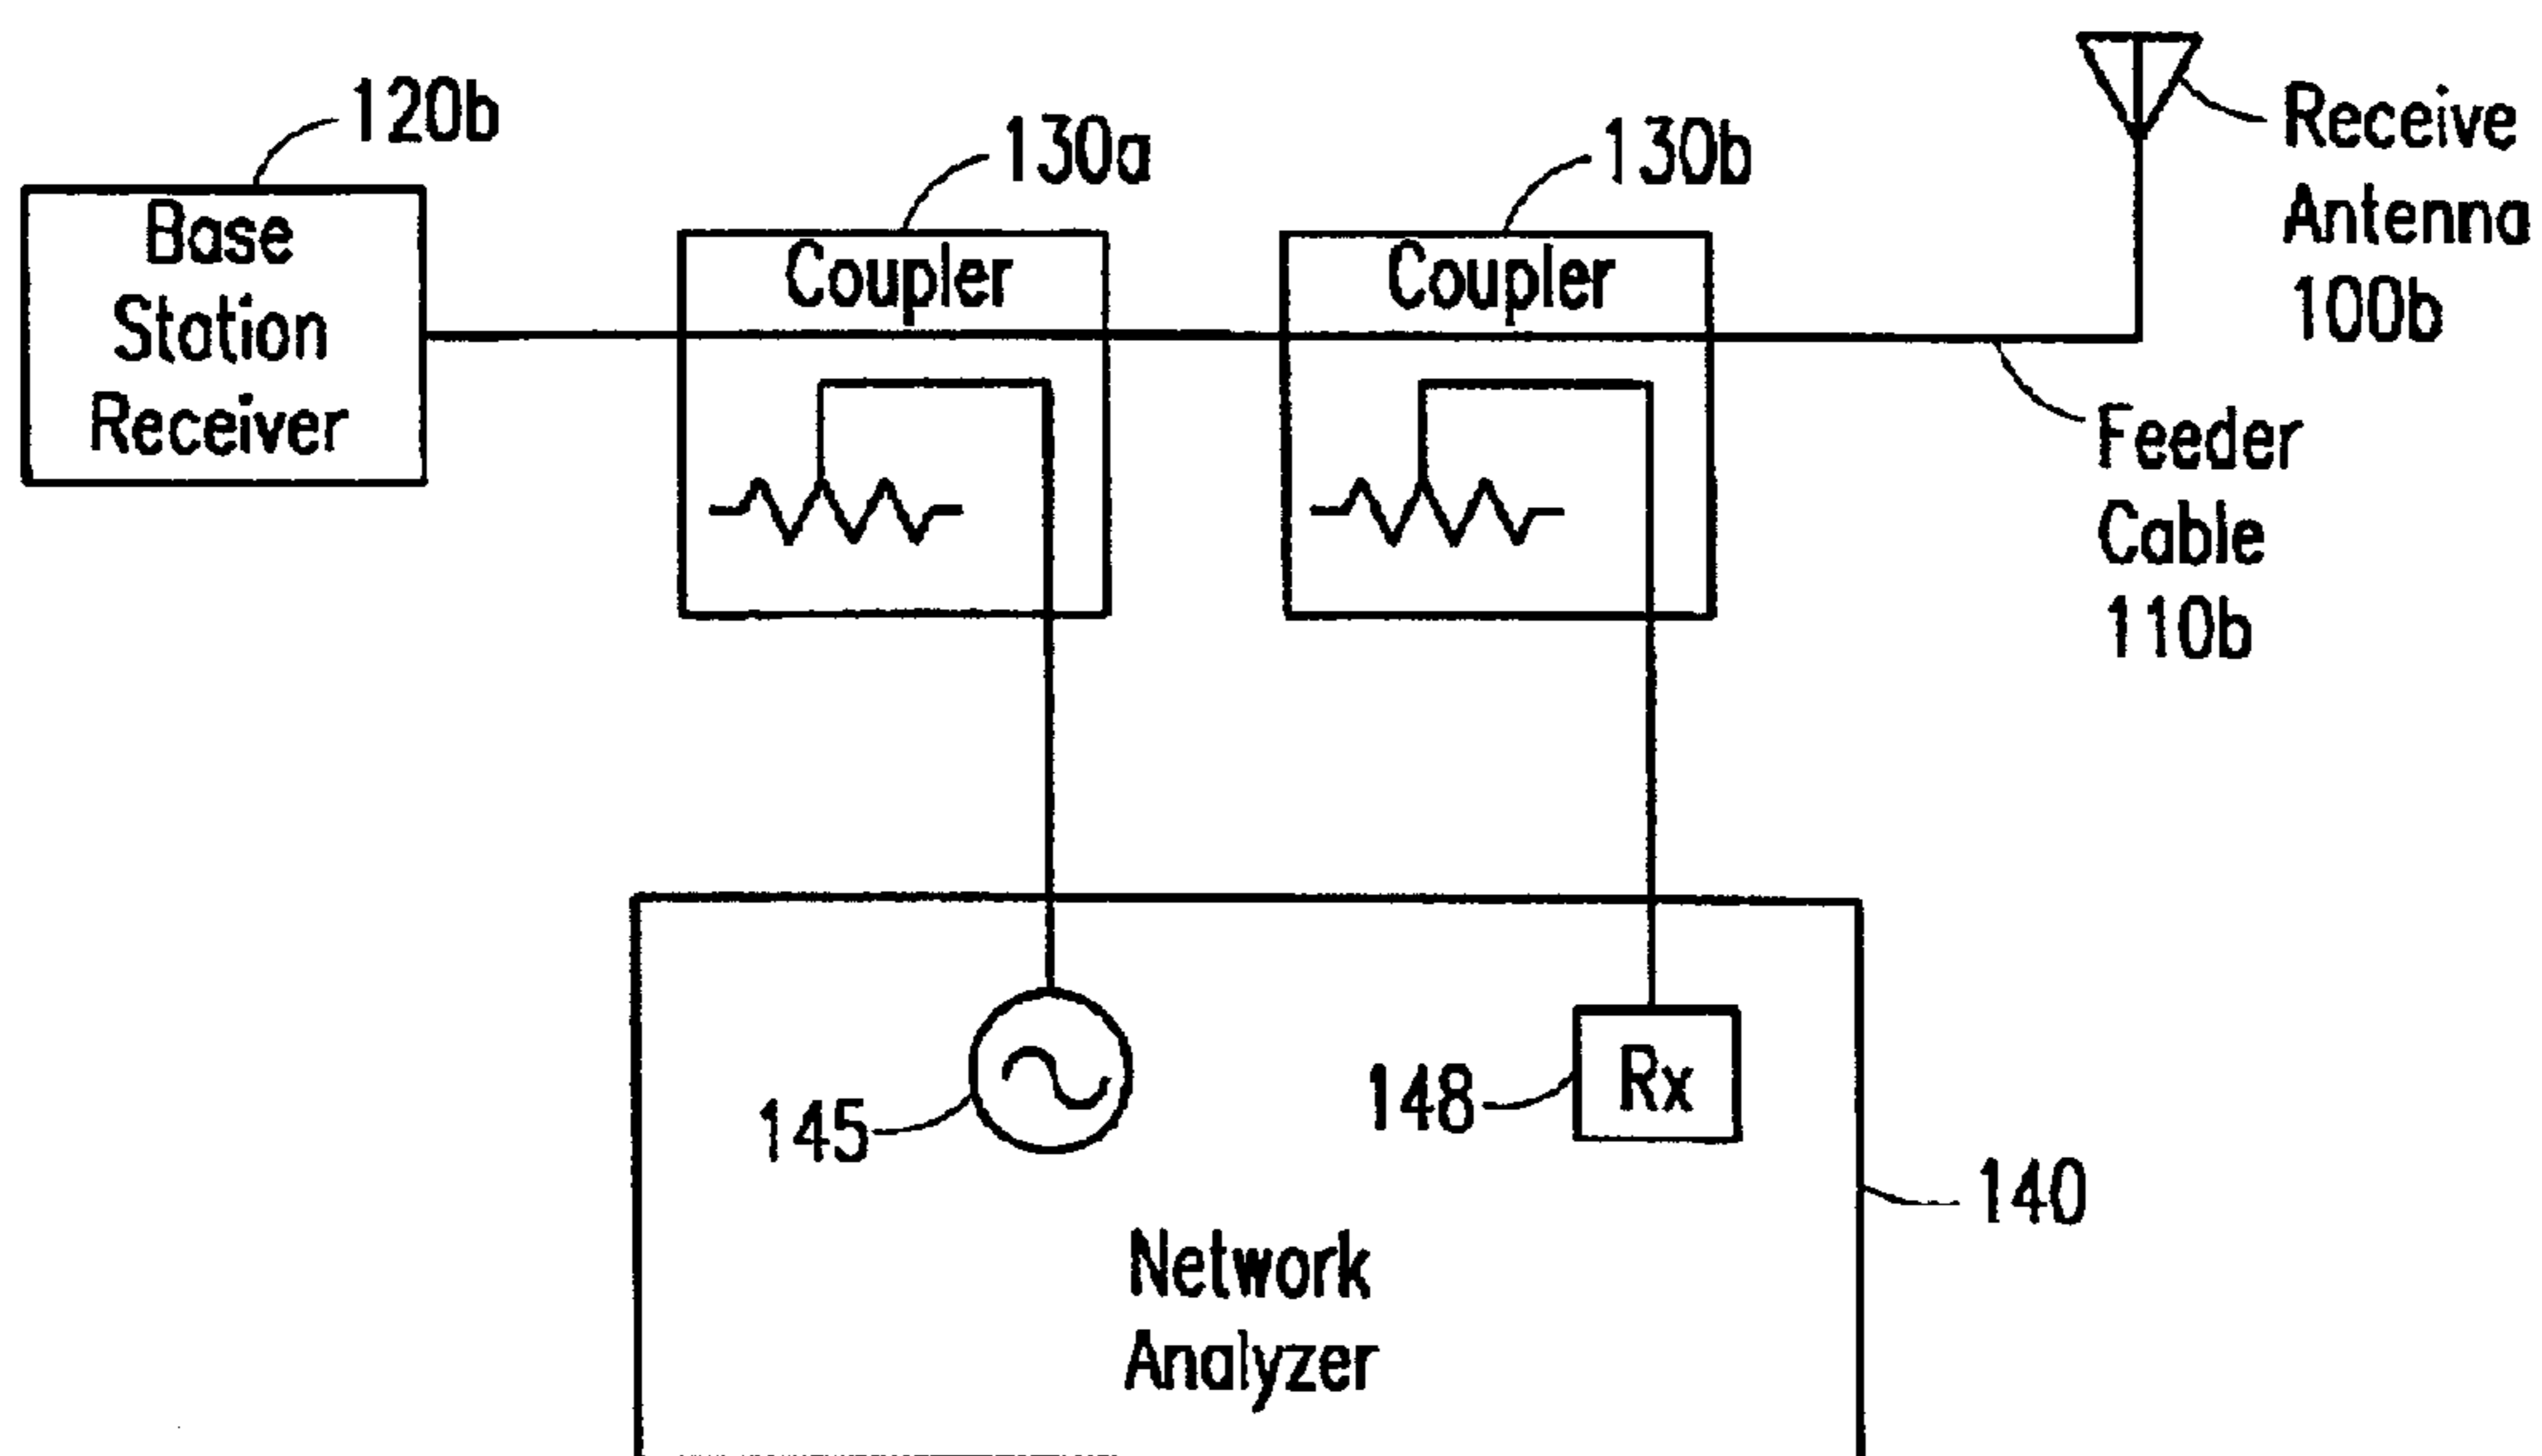 120b
Base
Station
Receiver
130a
Coupler
130b
Coupler
Receive
Antenna
100b
Feeder
Cable
110b
145
148
Rx
140
Network
Analyzer